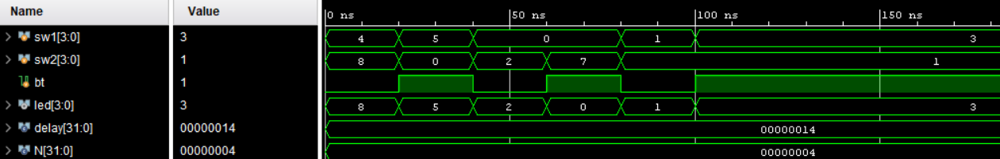 Name Value 0 ns 50 ns 100 ns 150 ns
sw1[3:0] 3 4 5 0 1 3
sw2[3:0] 1 8 0 2 7 1
bt 1
led[3:0] 3 8 5 2 0 1 3
delay[31:0] 00000014 00000014
N[31:0] 00000004 00000004